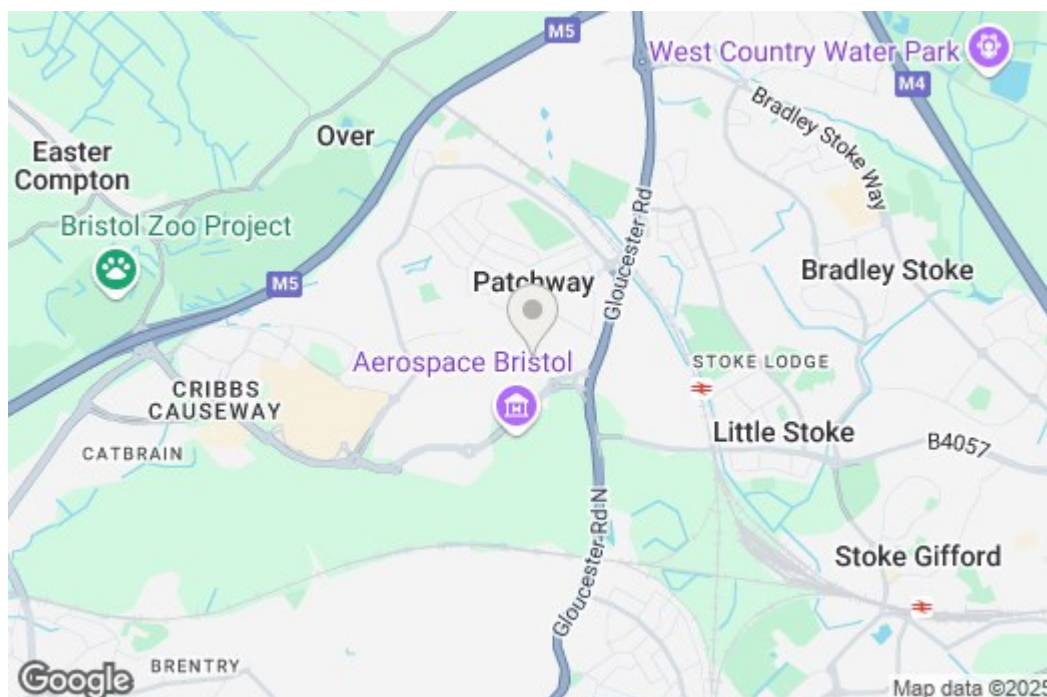 M5
West Country Water Park
M4
Bradley Stoke Way
Over
Easter
Compton
Gloucester Rd
Bristol Zoo Project
Patchway
Bradley Stoke
M5
Aerospace Bristol
STOKE LODGE
CRIBBS
CAUSEWAY
Little Stoke
B4057
CATBRAIN
Gloucester Rd N
Stoke Gifford
BRENTRY
Google
Map data ©2025